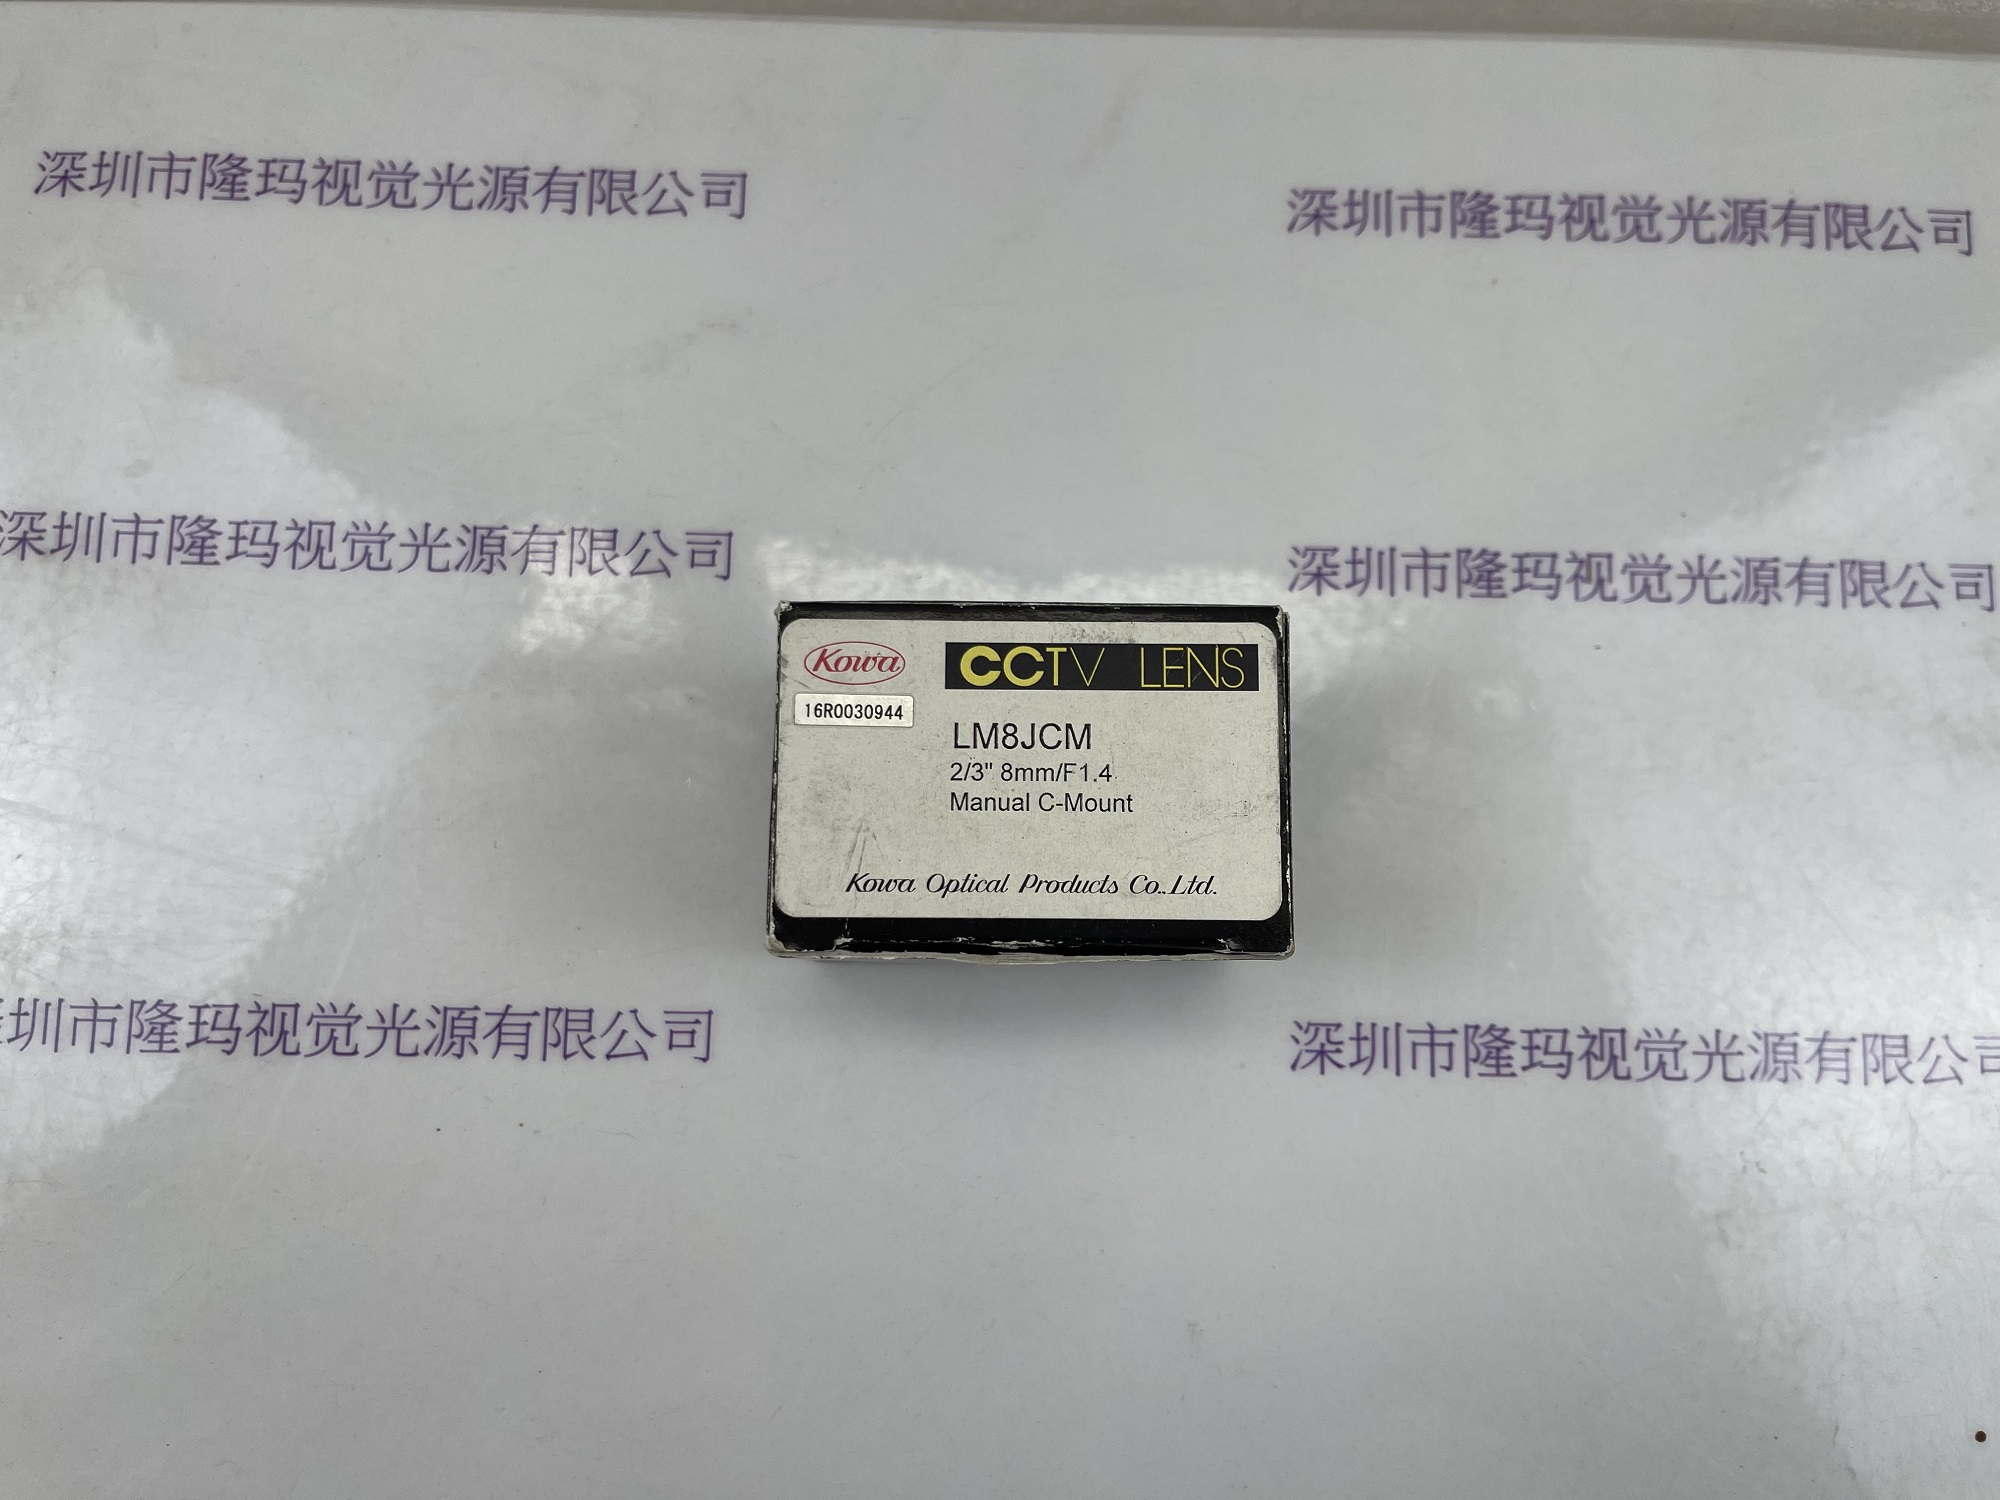 深圳市隆玛视觉光源有限公司
深圳市隆玛视觉光源有限公司
深圳市隆玛视觉光源有限公司
深圳市隆玛视觉光源有限公司
Kowa
CCTV LENS
16R0030944
LM8JCM
2/3" 8mm/F1.4
Manual C-Mount
Kowa Optical Products Co.,Ltd.
圳市隆玛视觉光源有限公司
深圳市隆玛视觉光源有限公司